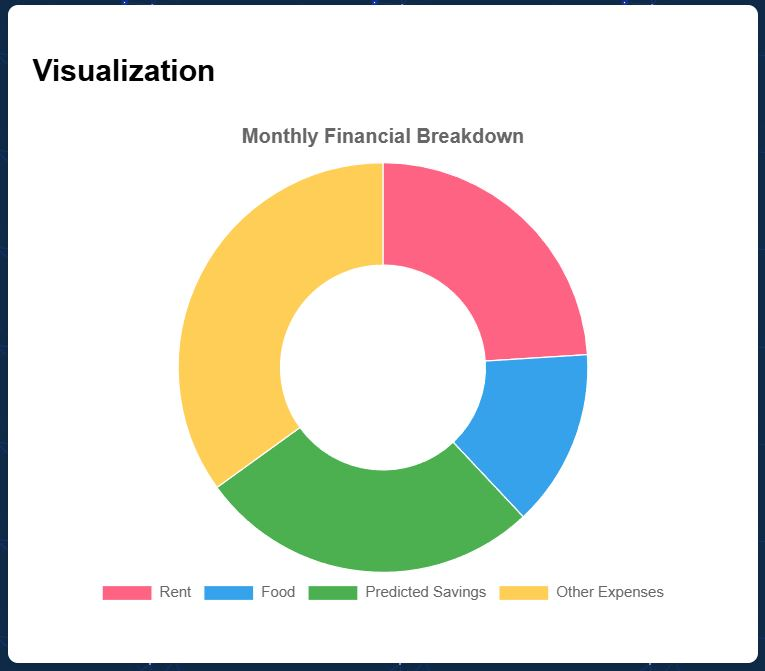 Visualization
Monthly Financial Breakdown
Rent Food Predicted Savings Other Expenses